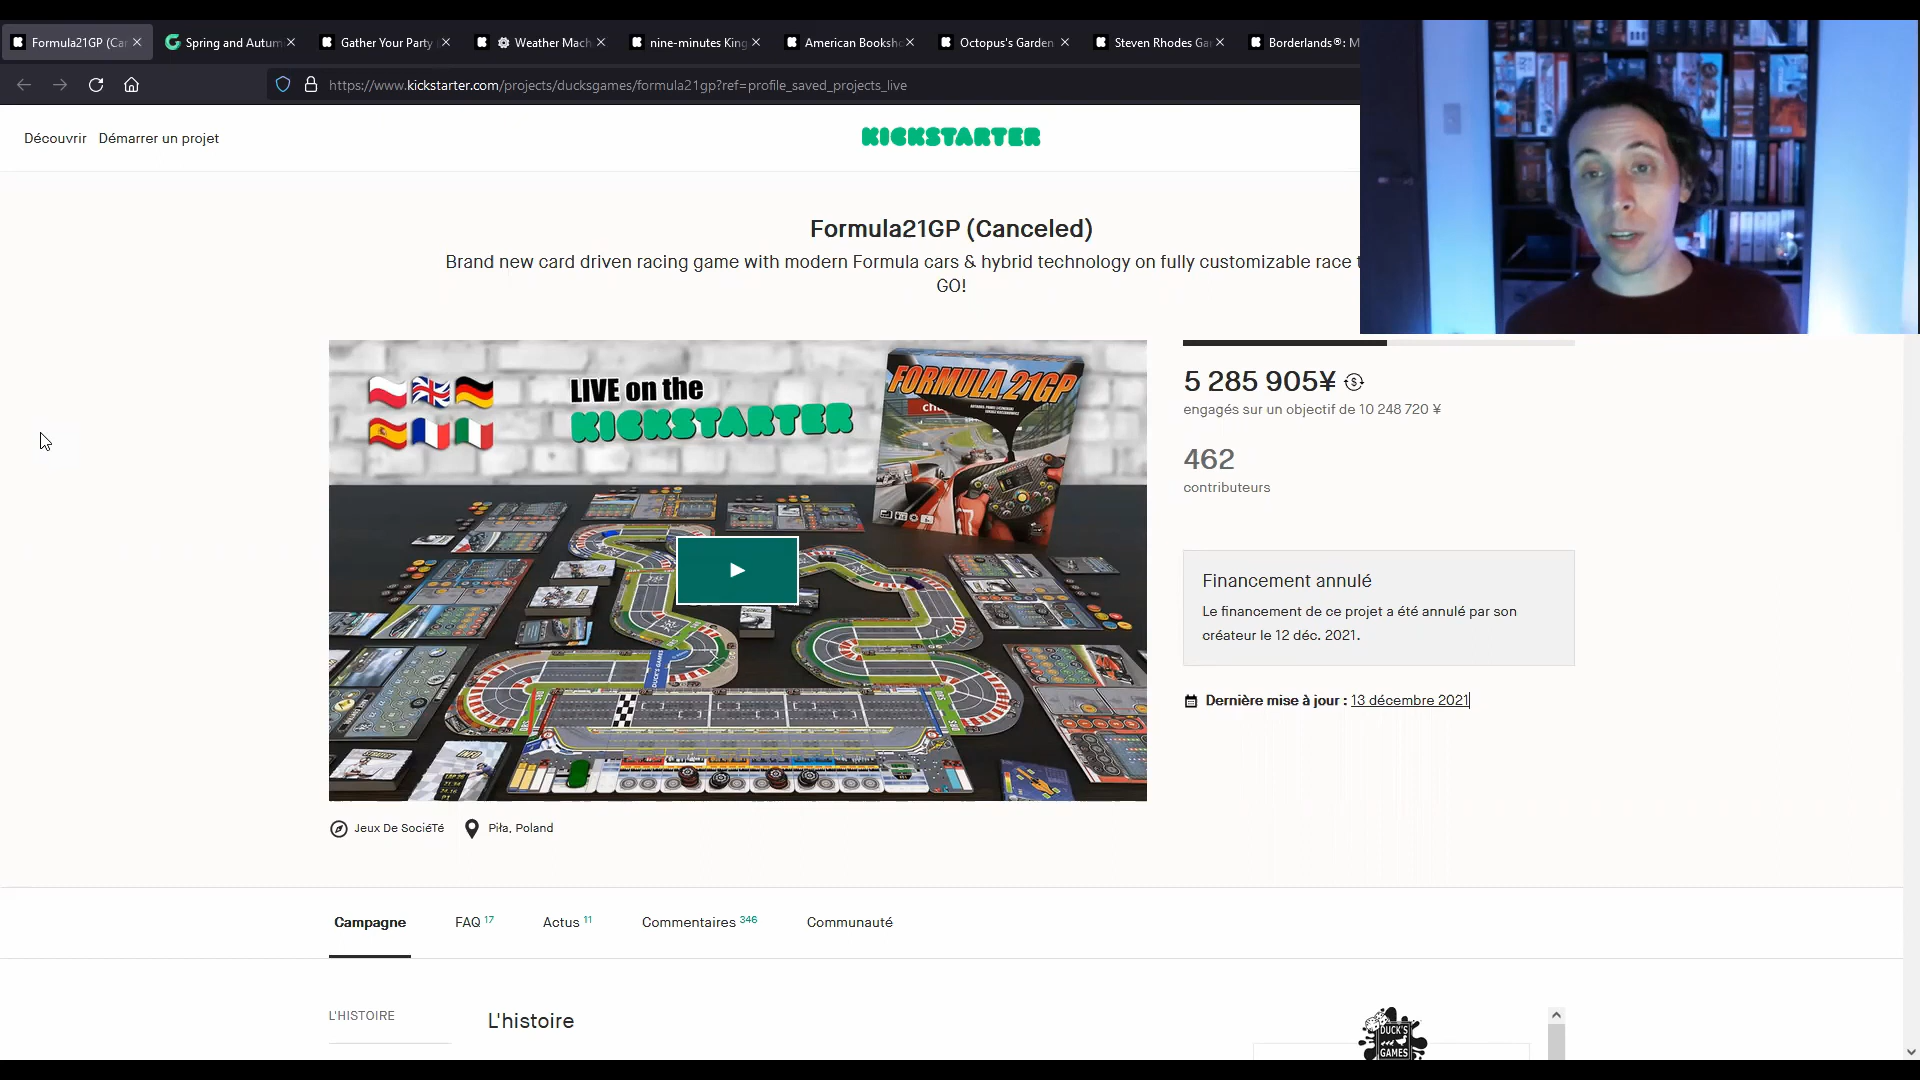 Formula21GP (Ca
Spring and Autum
Gather Your Party
Weather Mach
nine-minutes King
American Booksho
Octopus's Garden
Steven Rhodes Ga
Borderlands®: M
https://www.kickstarter.com/projects/ducksgames/formula21gp?ref=profile_saved_projects_live
Découvrir
Démarrer un projet
KICKSTARTER
Formula21GP (Canceled)
Brand new card driven racing game with modern Formula cars & hybrid technology on fully customizable race t
GO!
LIVE on the
KICKSTARTER
FORMULA 21GP
5 285 905¥
engagés sur un objectif de 10 248 720 ¥
462
contributeurs
Financement annulé
Le financement de ce projet a été annulé par son
créateur le 12 déc. 2021.
Dernière mise à jour : 13 décembre 2021
Jeux De SociéTé
Piła, Poland
Campagne
FAQ 17
Actus 11
Commentaires 346
Communauté
L'HISTOIRE
L'histoire
DUCK'S
GAMES